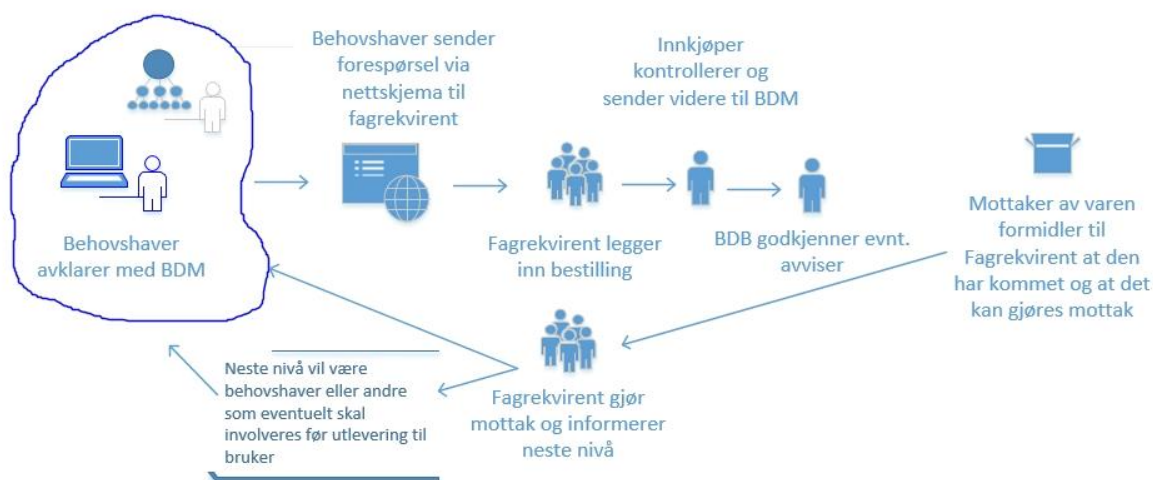 Behovshaver
avklarer med BDM
Behovshaver sender
forespørsel via
nettskjema til
fagrekvirent
Fagrekvirent legger
inn bestilling
Innkjøper
kontrollerer og
sender videre til BDM
BDB godkjenner evnt.
avviser
Mottaker av varen
formidler til
Fagrekvirent at den
har kommet og at det
kan gjøres mottak
Fagrekvirent gjør
mottak og informerer
neste nivå
Neste nivå vil være
behovshaver eller andre
som eventuelt skal
involveres før utlevering til
bruker